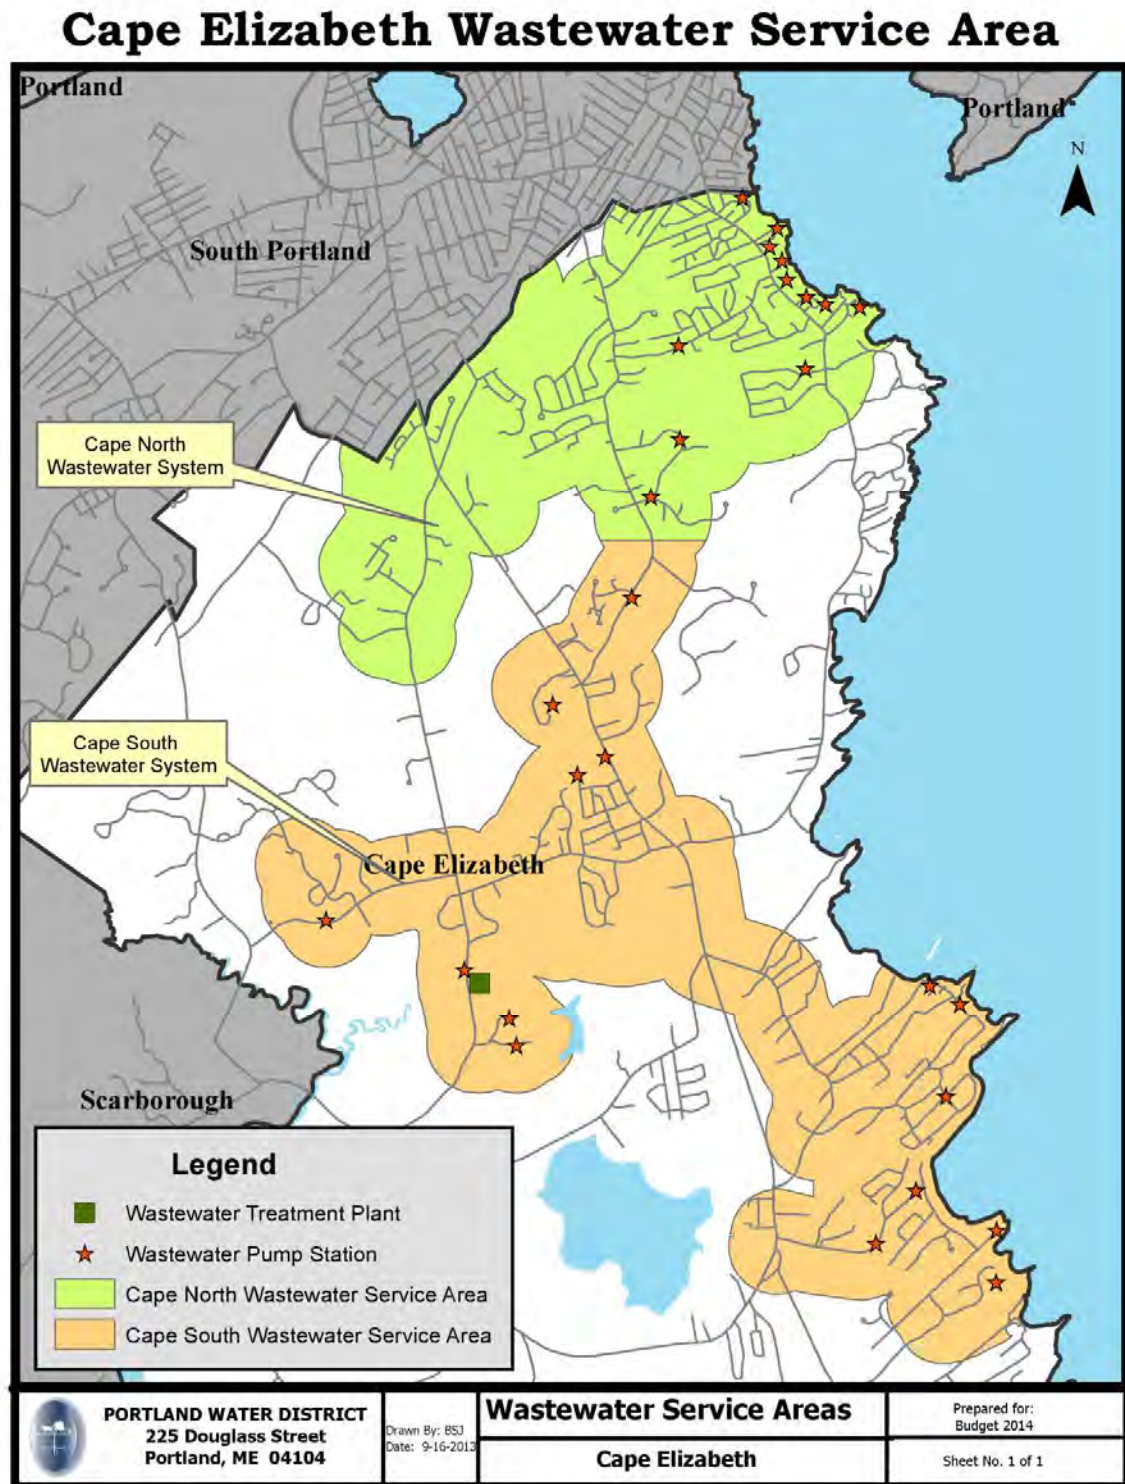 Cape Elizabeth Wastewater Service Area
Portland
Portland
N
South Portland
Cape North
Wastewater System
Cape South
Wastewater System
Cape Elizabeth
Scarborough
Legend
Wastewater Treatment Plant
Wastewater Pump Station
Cape North Wastewater Service Area
Cape South Wastewater Service Area
PORTLAND WATER DISTRICT
225 Douglass Street
Portland, ME 04104
Drawn By: BSJ
Date: 9-16-2013
Wastewater Service Areas
Cape Elizabeth
Prepared for:
Budget 2014
Sheet No. 1 of 1